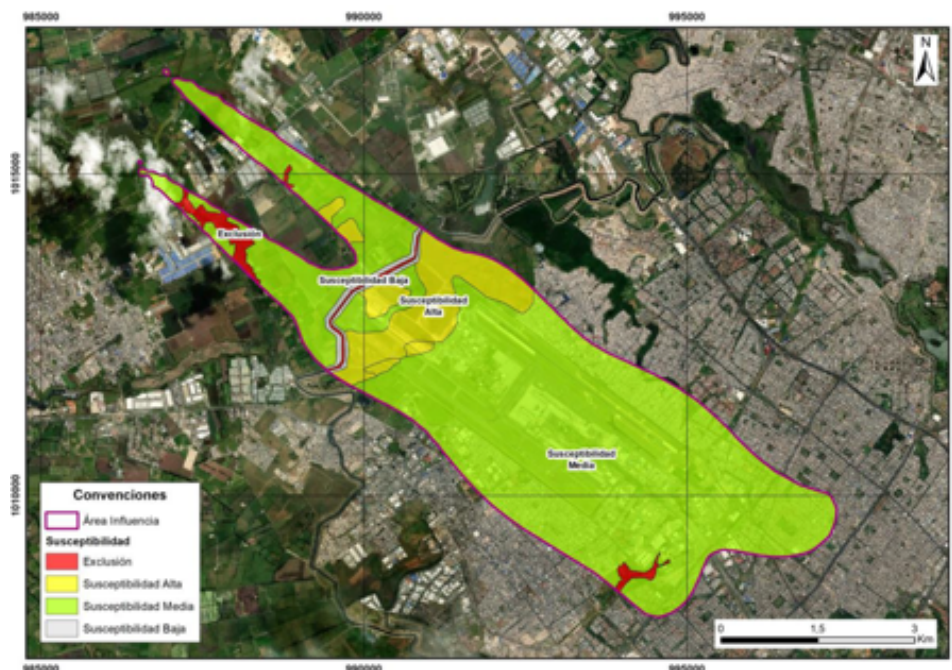 985000 990000 995000
N
1015000
Exclusión
Susceptibilidad Baja
Susceptibilidad
Alta
Susceptibilidad
Media
1010000
Convenciones
Área Influencia
Susceptibilidad
Exclusión
Susceptibilidad Alta
Susceptibilidad Media
Susceptibilidad Baja
0 1,5 3
Km
985000 990000 995000